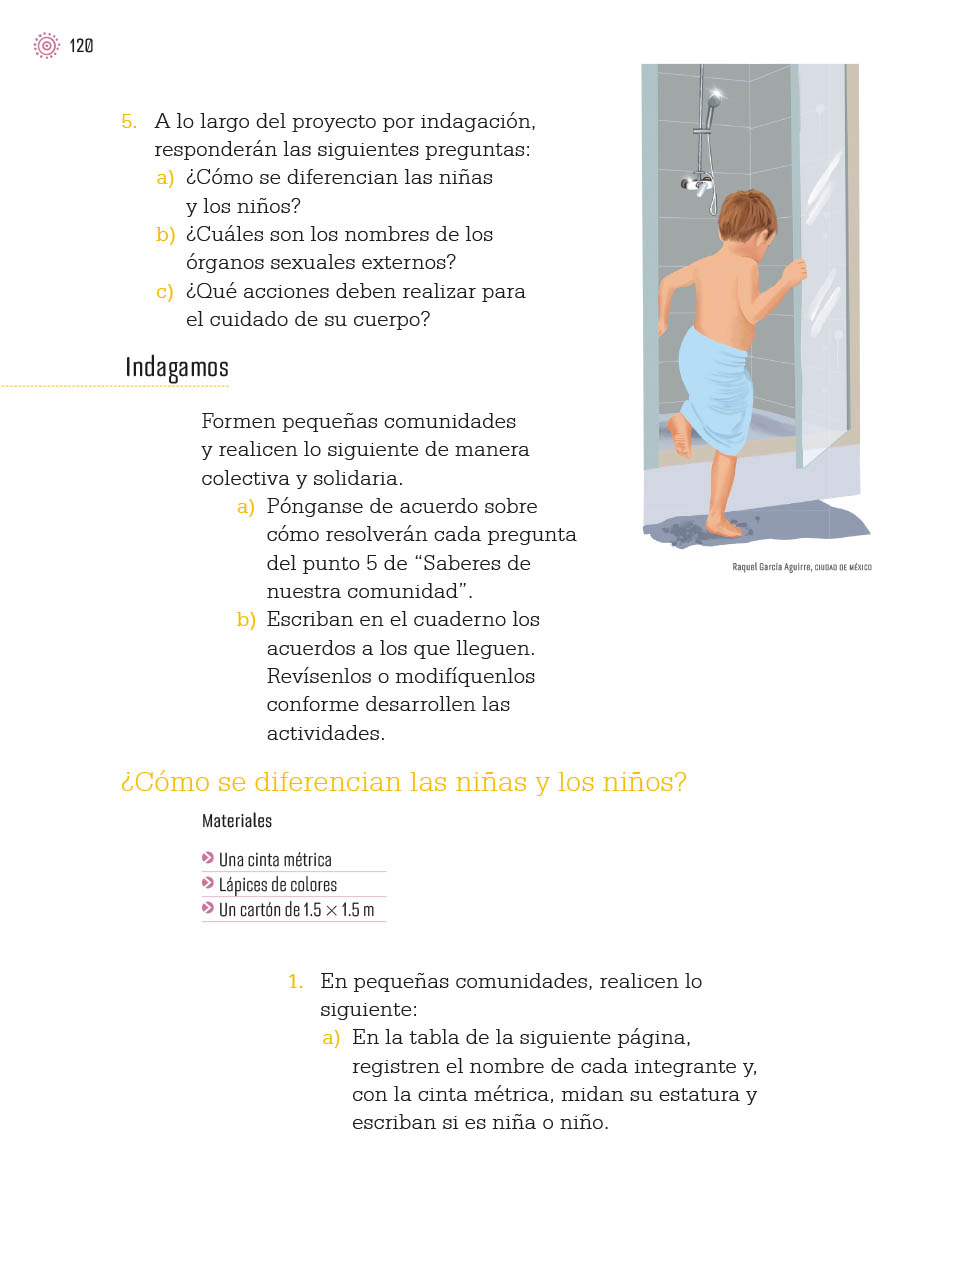 120
5. A lo largo del proyecto por indagación,
responderán las siguientes preguntas:
a) ¿Cómo se diferencian las niñas
y los niños?
b) ¿Cuáles son los nombres de los
órganos sexuales externos?
c) ¿Qué acciones deben realizar para
el cuidado de su cuerpo?
Indagamos
Formen pequeñas comunidades
y realicen lo siguiente de manera
colectiva y solidaria.
a) Pónganse de acuerdo sobre
cómo resolverán cada pregunta
del punto 5 de “Saberes de
nuestra comunidad”.
b) Escriban en el cuaderno los
acuerdos a los que lleguen.
Revísenlos o modifíquenlos
conforme desarrollen las
actividades.
Raquel García Aguirre, CIUDAD DE MÉXICO
¿Cómo se diferencian las niñas y los niños?
Materiales
Una cinta métrica
Lápices de colores
Un cartón de 1.5 × 1.5 m
1. En pequeñas comunidades, realicen lo
siguiente:
a) En la tabla de la siguiente página,
registren el nombre de cada integrante y,
con la cinta métrica, midan su estatura y
escriban si es niña o niño.